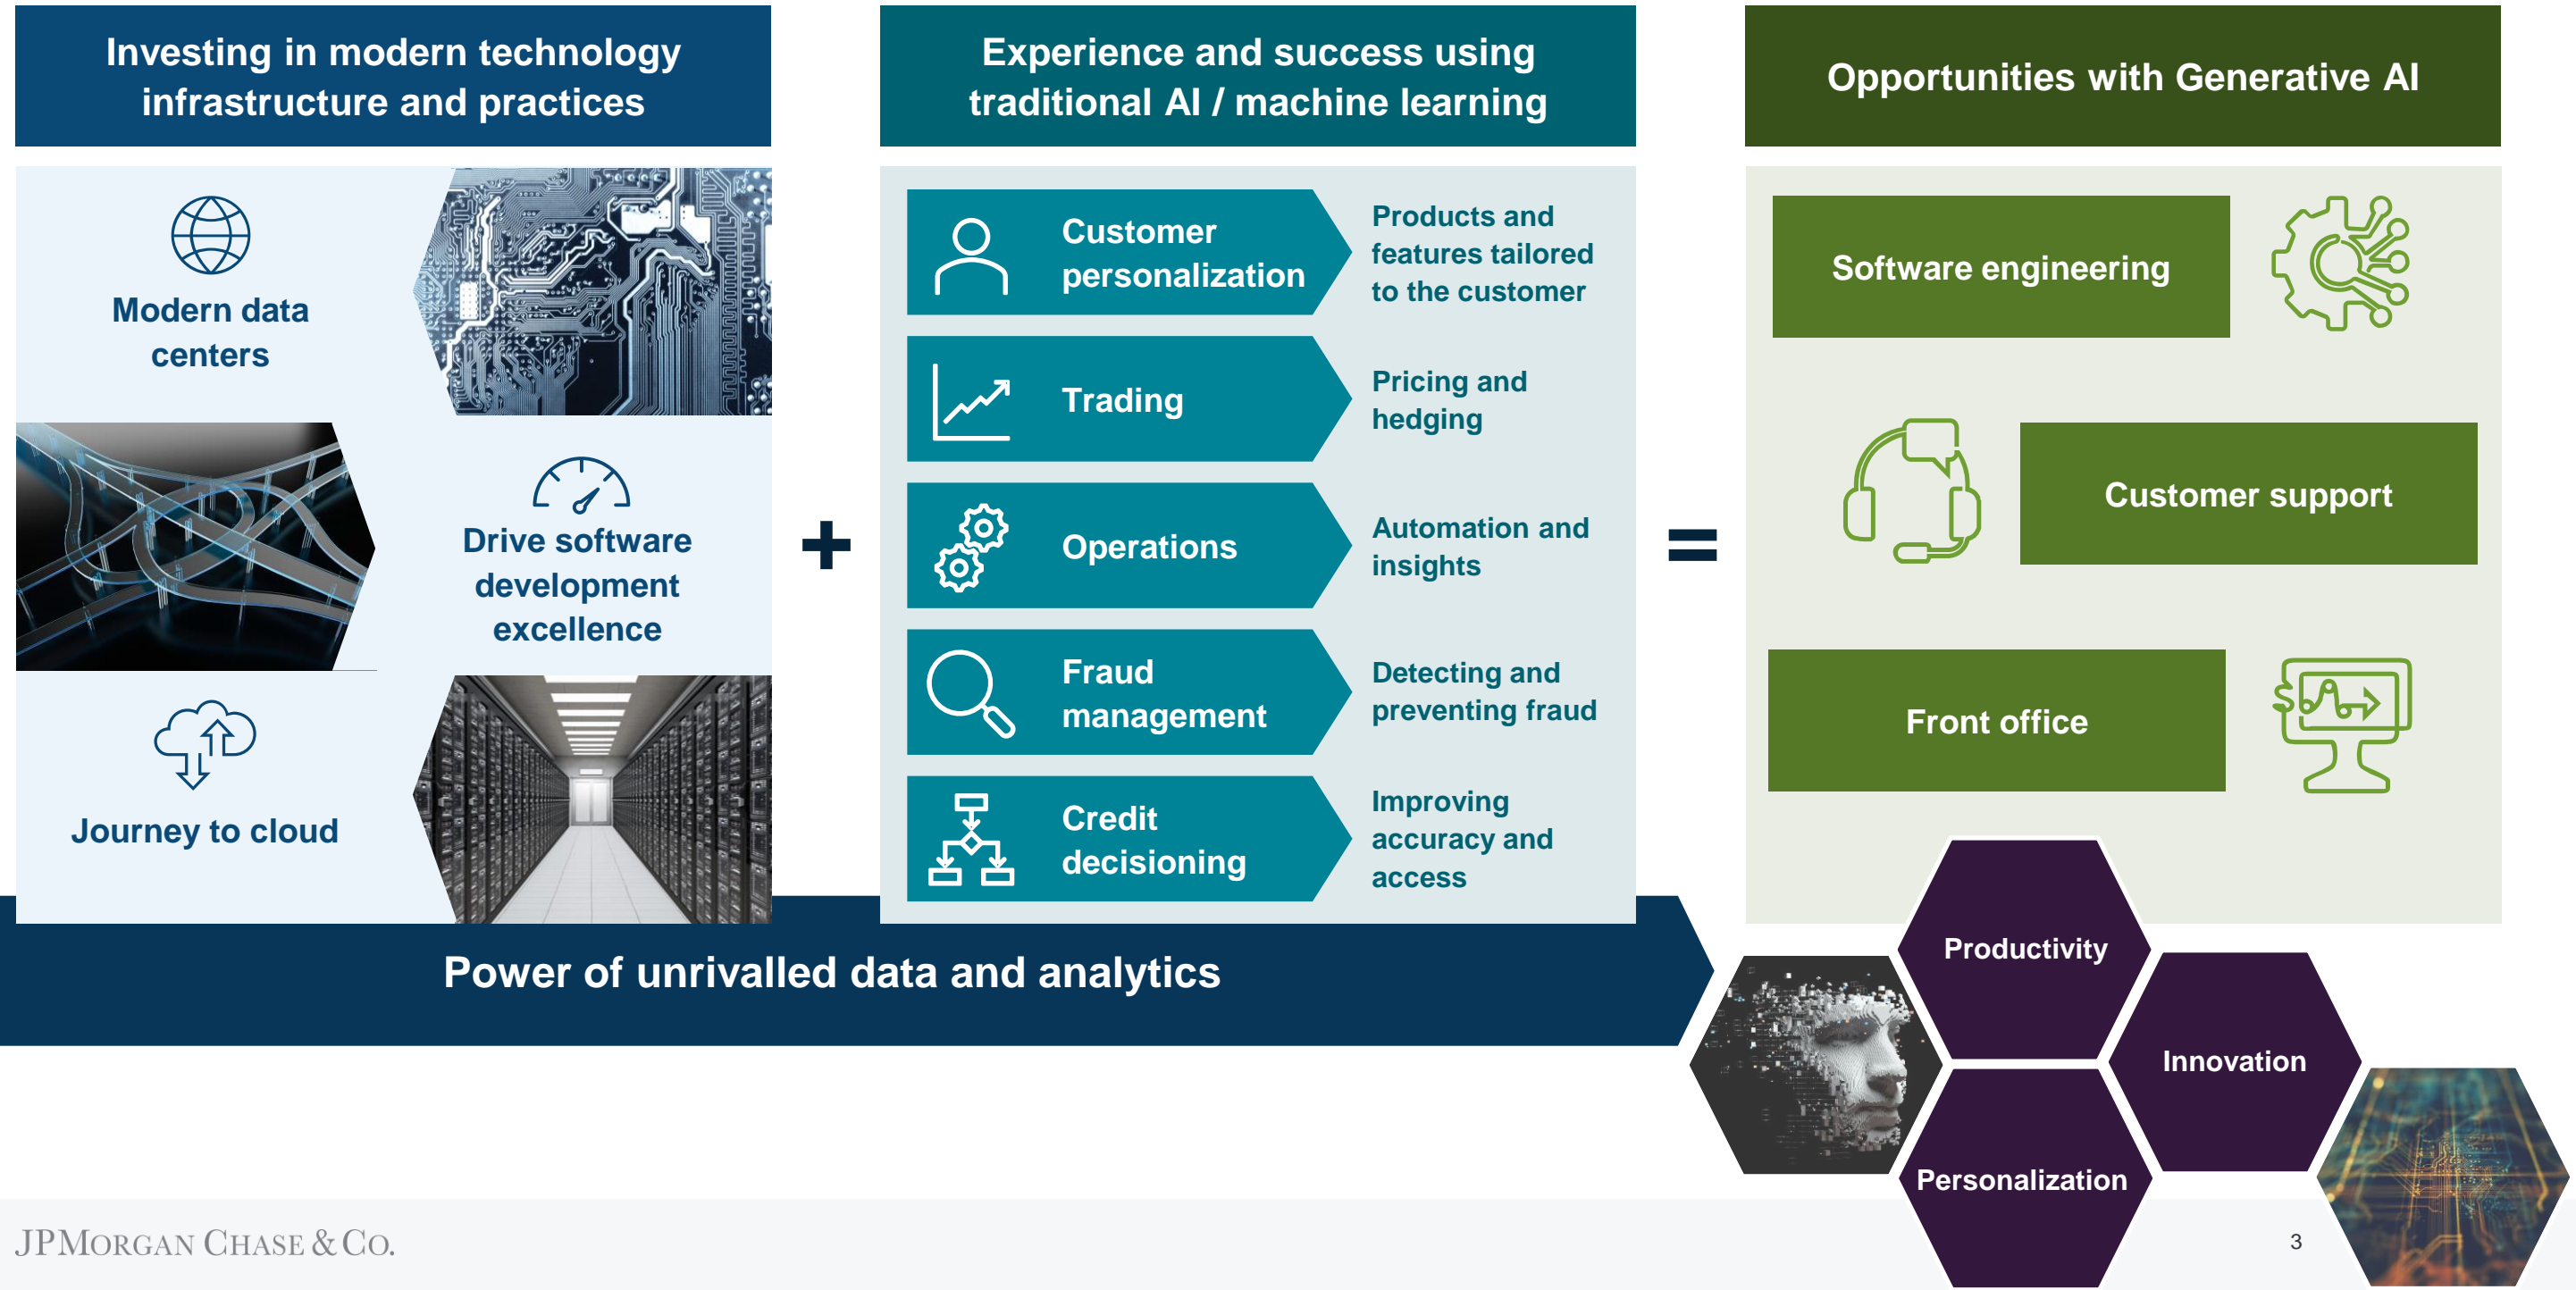 Investing in modern technology
infrastructure and practices
Modern data
centers
Drive software
development
excellence
Journey to cloud
+
Experience and success using
traditional AI / machine learning
Customer
personalization
Products and
features tailored
to the customer
Trading
Pricing and
hedging
Operations
Automation and
insights
Fraud
management
Detecting and
preventing fraud
Credit
decisioning
Improving
accuracy and
access
=
Opportunities with Generative AI
Software engineering
Customer support
Front office
$
Power of unrivalled data and analytics
Productivity
Innovation
Personalization
JPMORGAN CHASE & CO.
3